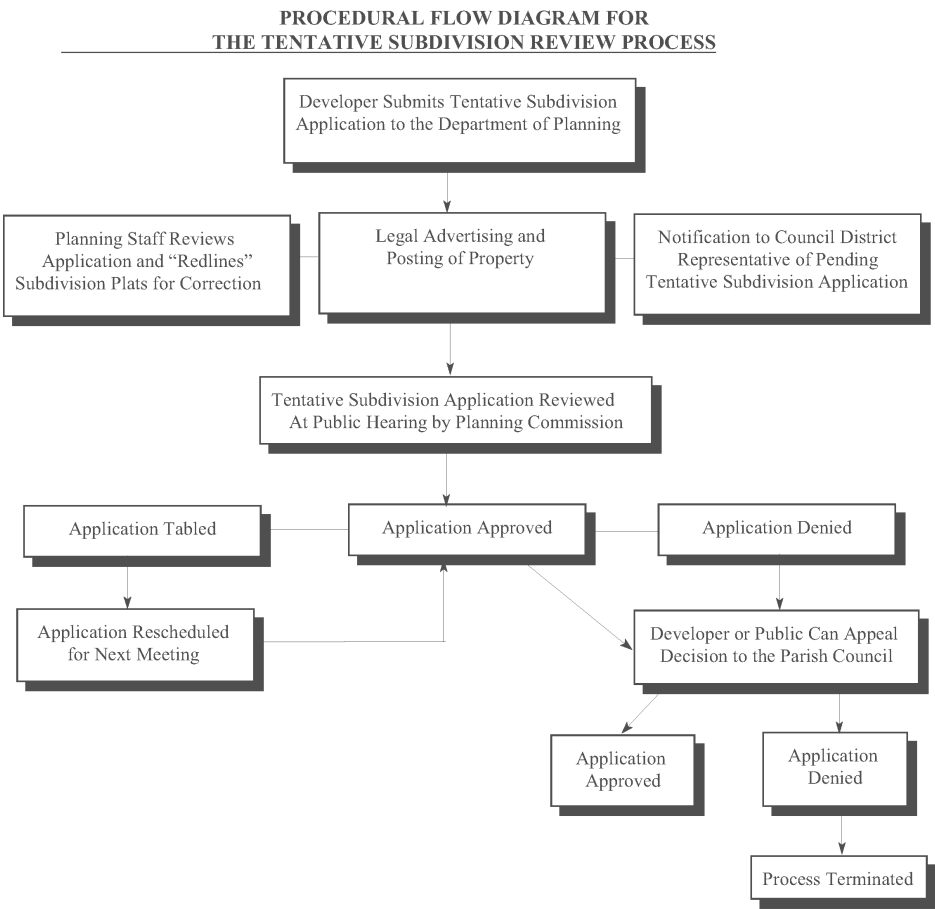 PROCEDURAL FLOW DIAGRAM FOR
THE TENTATIVE SUBDIVISION REVIEW PROCESS
Developer Submits Tentative Subdivision
Application to the Department of Planning
Planning Staff Reviews
Application and “Redlines”
Subdivision Plats for Correction
Legal Advertising and
Posting of Property
Notification to Council District
Representative of Pending
Tentative Subdivision Application
Tentative Subdivision Application Reviewed
At Public Hearing by Planning Commission
Application Tabled
Application Approved
Application Denied
Application Rescheduled
for Next Meeting
Developer or Public Can Appeal
Decision to the Parish Council
Application
Approved
Application
Denied
Process Terminated